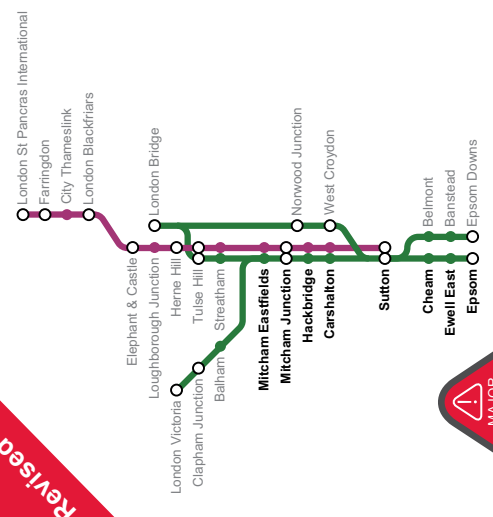 London St Pancras International
Farringdon
City Thameslink
London Blackfriars
Elephant & Castle
Loughborough Junction
London Bridge
Herne Hill
Tulse Hill
Streatham
London Victoria
Clapham Junction
Balham
Mitcham Eastfields
Mitcham Junction
Hackbridge
Carshalton
Norwood Junction
West Croydon
Sutton
Cheam
Ewell East
Epsom
Belmont
Banstead
Epsom Downs
Revised
MAJOR